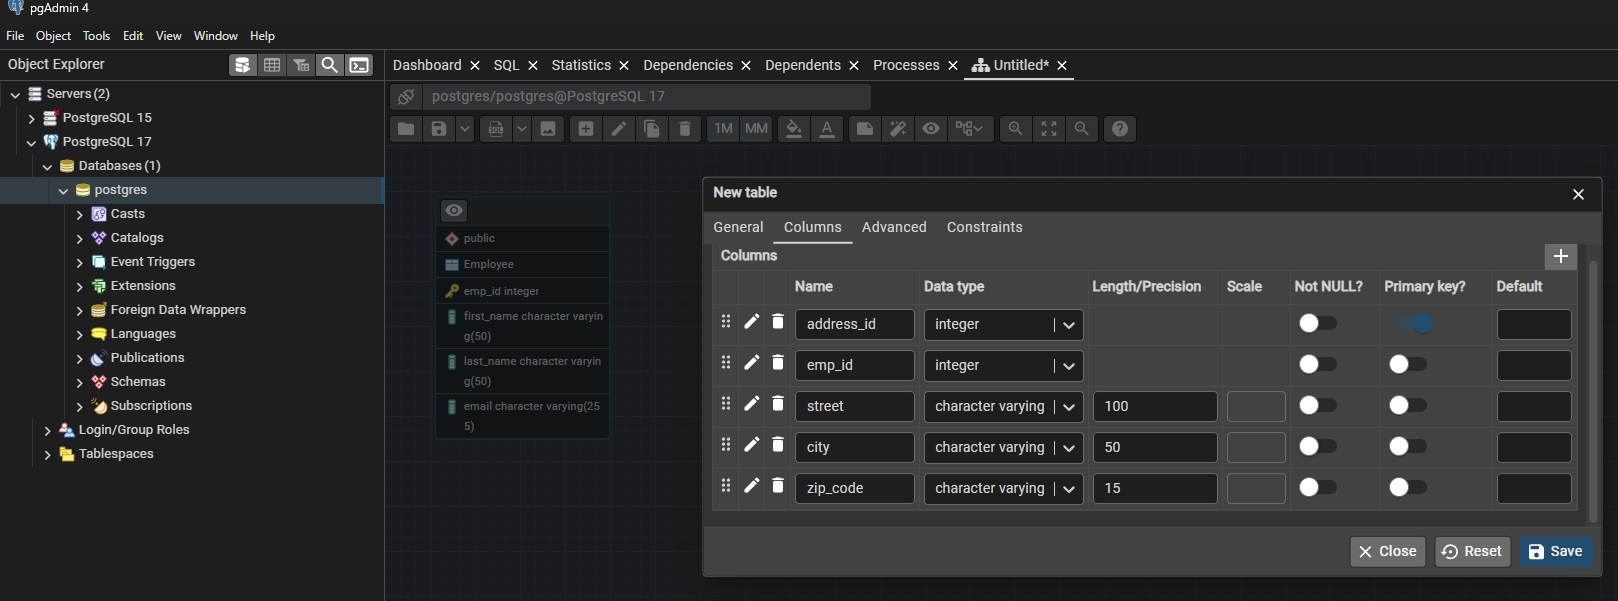 pgAdmin 4
File Object Tools Edit View Window Help
Object Explorer
Servers (2)
PostgreSQL 15
PostgreSQL 17
Databases (1)
postgres
Casts
Catalogs
Event Triggers
Extensions
Foreign Data Wrappers
Languages
Publications
Schemas
Subscriptions
Login/Group Roles
Tablespaces
Dashboard SQL Statistics Dependencies Dependents Processes Untitled*
postgres/postgres@PostgreSQL 17
SQL 1M MM A
public
Employee
emp_id integer
first_name character varyin
g(50)
last_name character varyin
g(50)
email character varying(25
5)
New table
General Columns Advanced Constraints
Columns
Name Data type Length/Precision Scale Not NULL? Primary key? Default
address_id integer
emp_id integer
street character varying 100
city character varying 50
zip_code character varying 15
Close Reset Save